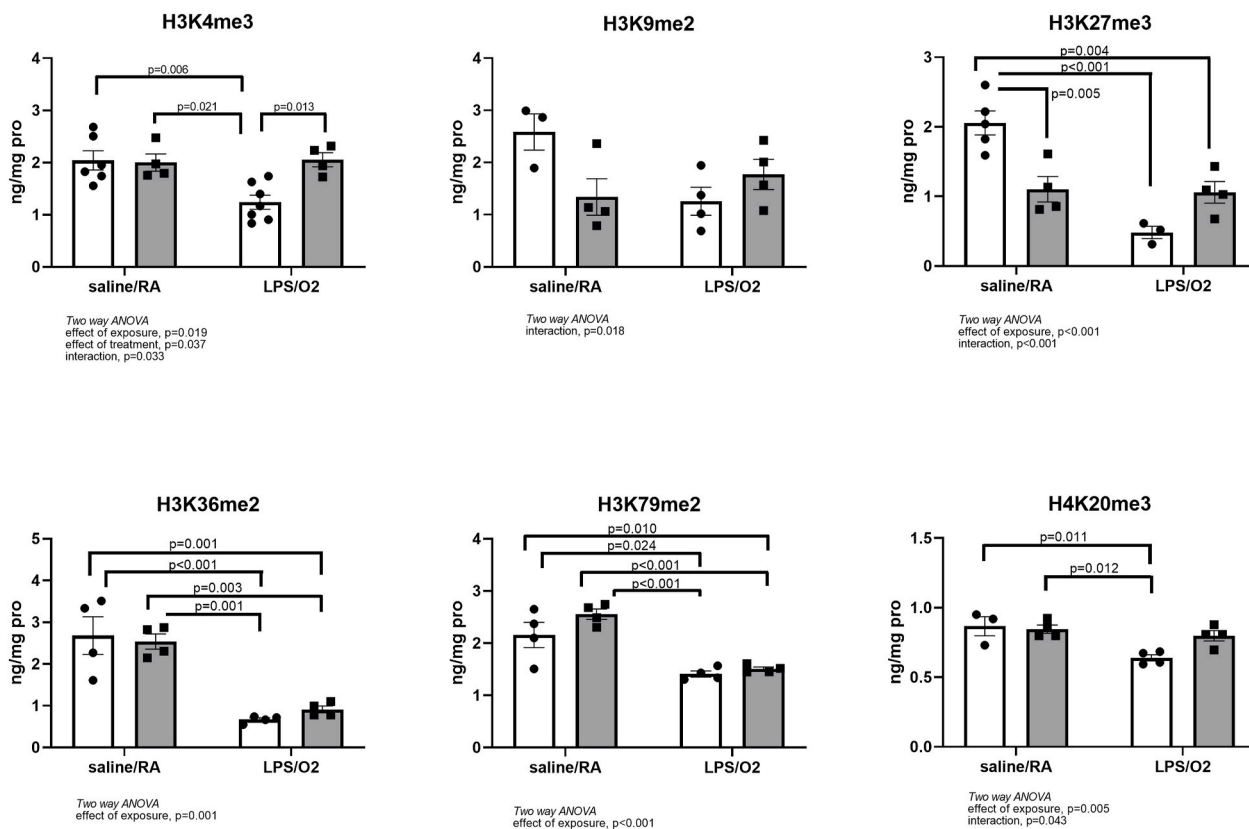 H3K4me3
4
3
2
1
0
ng/mg pro
p=0.006
p=0.021
p=0.013
saline/RA
LPS/O2
Two way ANOVA
effect of exposure, p=0.019
effect of treatment, p=0.037
interaction, p=0.033
H3K9me2
4
3
2
1
0
ng/mg pro
saline/RA
LPS/O2
Two way ANOVA
interaction, p=0.018
H3K27me3
3
2
1
0
ng/mg pro
p=0.004
p<0.001
p=0.005
saline/RA
LPS/O2
Two way ANOVA
effect of exposure, p<0.001
interaction, p<0.001
H3K36me2
5
4
3
2
1
0
ng/mg pro
p=0.001
p<0.001
p=0.003
p=0.001
saline/RA
LPS/O2
Two way ANOVA
effect of exposure, p=0.001
H3K79me2
4
3
2
1
0
ng/mg pro
p=0.010
p=0.024
p<0.001
p<0.001
saline/RA
LPS/O2
Two way ANOVA
effect of exposure, p<0.001
H4K20me3
1.5
1.0
0.5
0.0
ng/mg pro
p=0.011
p=0.012
saline/RA
LPS/O2
Two way ANOVA
effect of exposure, p=0.005
interaction, p=0.043